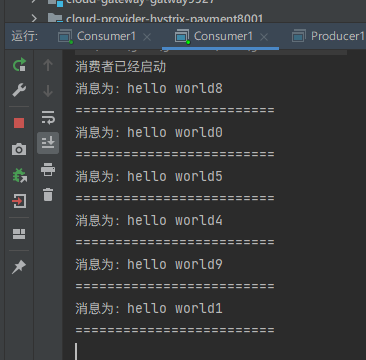 cloud-gateway-gatway9527
cloud-provider-hystrix-payment8001
运行: Consumer1 Consumer1 Producer1
消费者已经启动
消息为: hello world8
=========================
消息为: hello world0
=========================
消息为: hello world5
=========================
消息为: hello world4
=========================
消息为: hello world9
=========================
消息为: hello world1
=========================